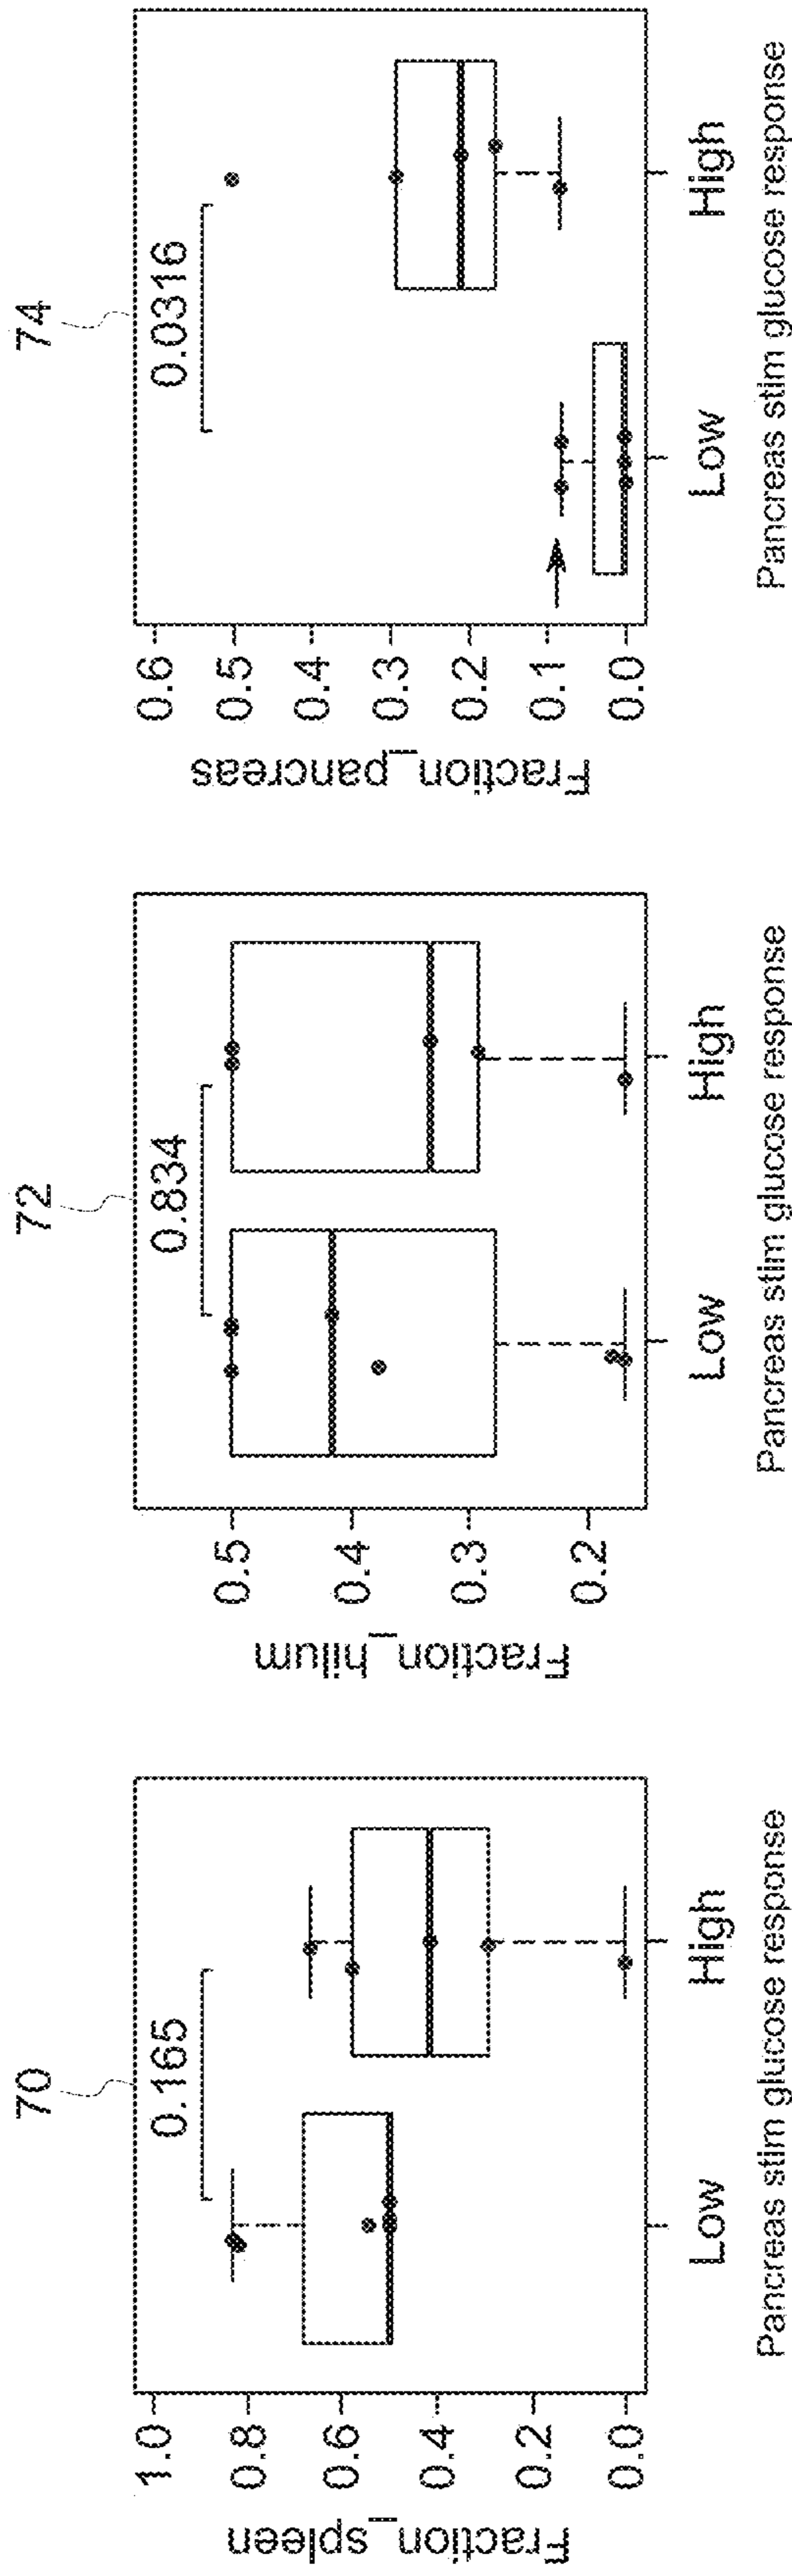 70
0.165
Fraction_spleen
1.0
0.8
0.6
0.4
0.2
0.0
Low
High
Pancreas stim glucose response
72
0.834
Fraction_hilum
0.5
0.4
0.3
0.2
Low
High
Pancreas stim glucose response
74
0.0316
Fraction_pancreas
0.6
0.5
0.4
0.3
0.2
0.1
0.0
Low
High
Pancreas stim glucose response